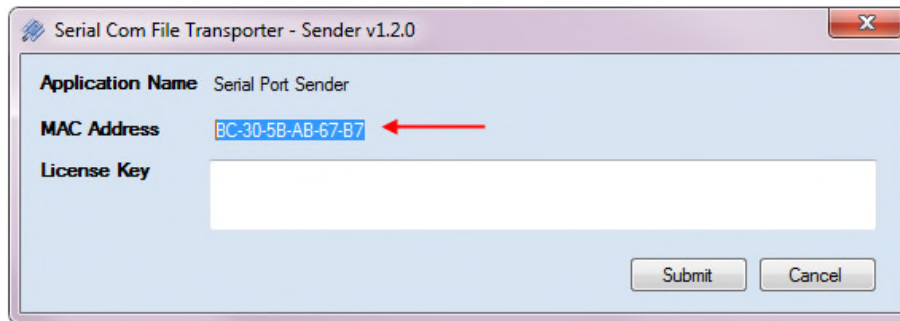 Serial Com File Transporter - Sender v1.2.0
Application Name Serial Port Sender
MAC Address BC-30-5B-AB-67-B7
License Key
Submit Cancel